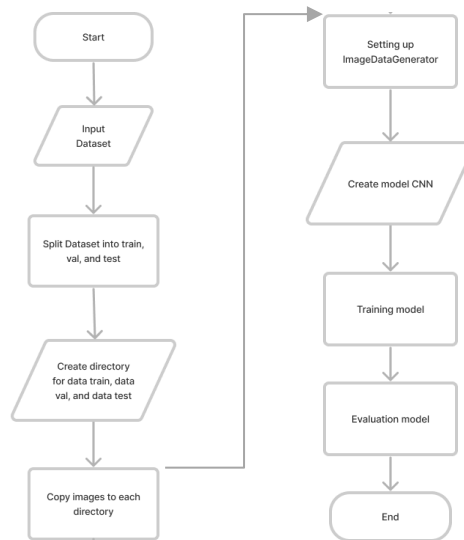 Start
Input
Dataset
Split Dataset into train,
val, and test
Create directory
for data train, data
val, and data test
Copy images to each
directory
Setting up
ImageDataGenerator
Create model CNN
Training model
Evaluation model
End